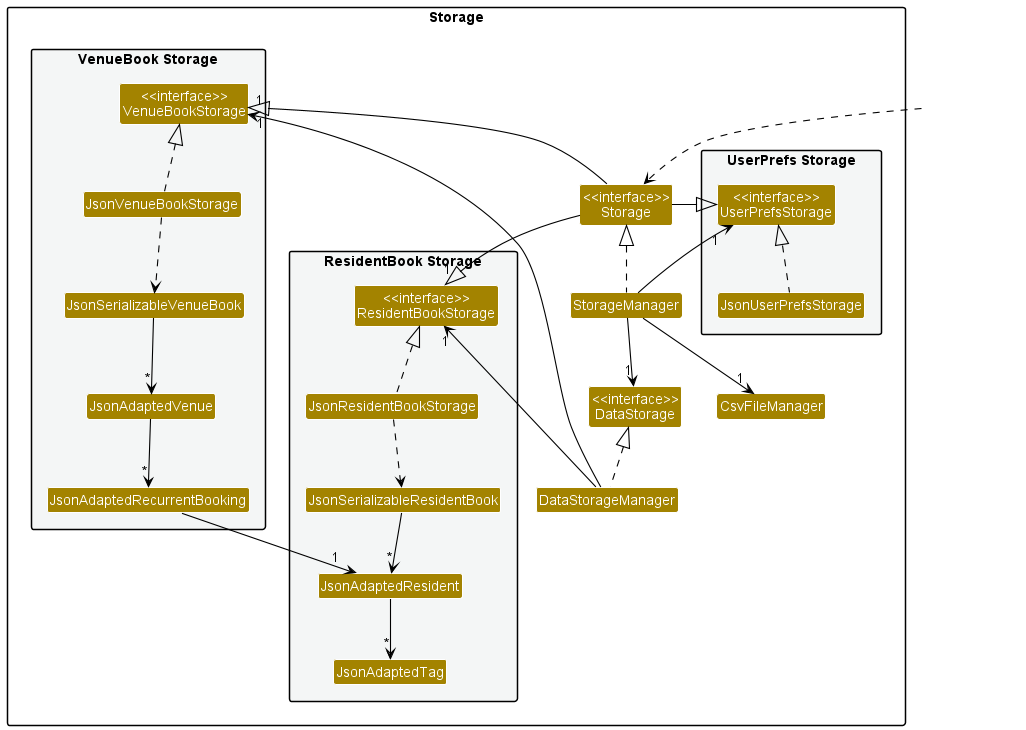 Storage
VenueBook Storage
<<interface>>
VenueBookStorage
1
1
JsonVenueBookStorage
JsonSerializableVenueBook
*
JsonAdaptedVenue
*
JsonAdaptedRecurrentBooking
ResidentBook Storage
1
<<interface>>
ResidentBookStorage
1
JsonResidentBookStorage
JsonSerializableResidentBook
1
*
JsonAdaptedResident
*
JsonAdaptedTag
<<interface>>
Storage
StorageManager
1
<<interface>>
DataStorage
DataStorageManager
UserPrefs Storage
<<interface>>
UserPrefsStorage
1
JsonUserPrefsStorage
1
CsvFileManager